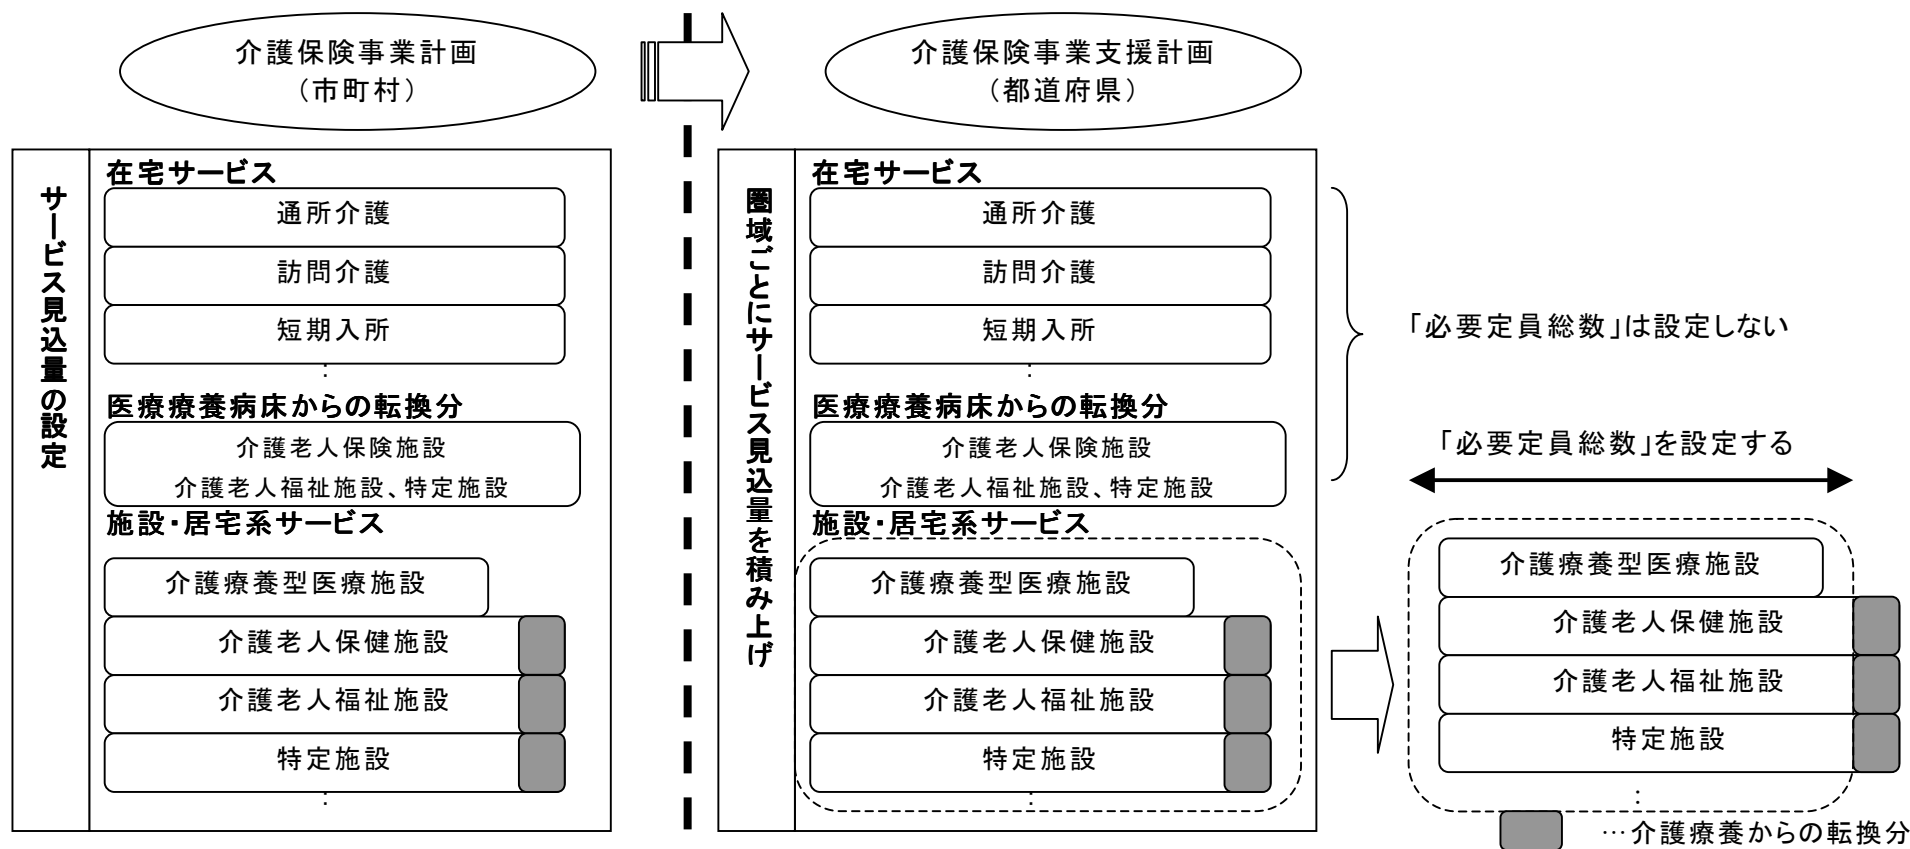 介護保険事業計画
（市町村）
介護保険事業支援計画
（都道府県）
サービス見込量の設定
在宅サービス
通所介護
訪問介護
短期入所
:
医療療養病床からの転換分
介護老人保険施設
介護老人福祉施設、特定施設
施設・居宅系サービス
介護療養型医療施設
介護老人保健施設
介護老人福祉施設
特定施設
:
圏域ごとにサービス見込量を積み上げ
在宅サービス
通所介護
訪問介護
短期入所
:
医療療養病床からの転換分
介護老人保険施設
介護老人福祉施設、特定施設
施設・居宅系サービス
介護療養型医療施設
介護老人保健施設
介護老人福祉施設
特定施設
:
「必要定員総数」は設定しない
「必要定員総数」を設定する
介護療養型医療施設
介護老人保健施設
介護老人福祉施設
特定施設
:
…介護療養からの転換分